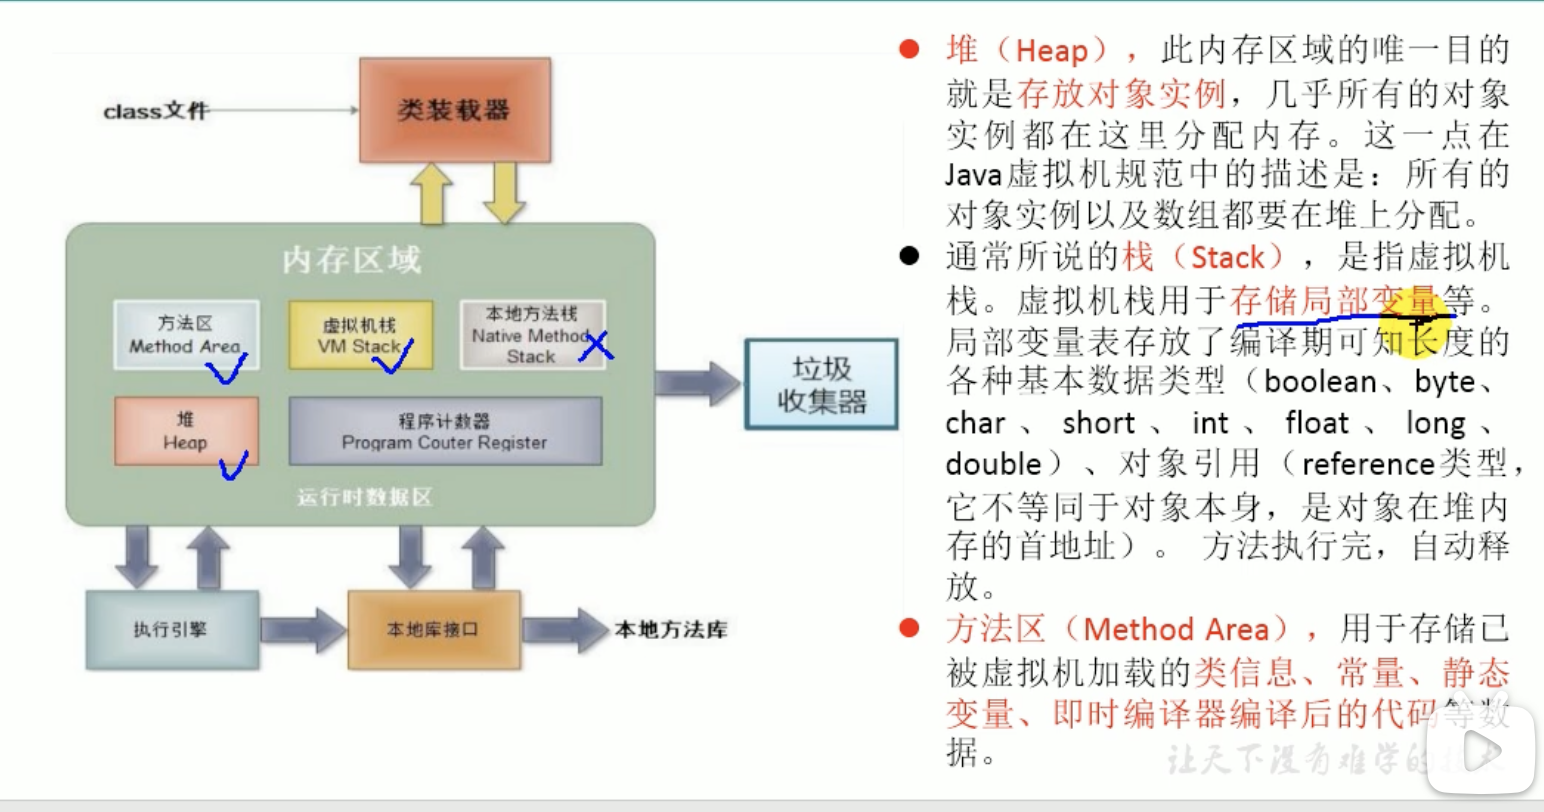 class文件
类装载器
内存区域
方法区
Method Area
虚拟机栈
VM Stack
本地方法栈
Native Method
Stack
堆
Heap
程序计数器
Program Couter Register
运行时数据区
垃圾
收集器
执行引擎
本地库接口
本地方法库
堆（Heap），此内存区域的唯一目的
就是存放对象实例，几乎所有的对象
实例都在这里分配内存。这一点在
Java虚拟机规范中的描述是：所有的
对象实例以及数组都要在堆上分配。
通常所说的栈（Stack），是指虚拟机
栈。虚拟机栈用于存储局部变量等。
局部变量表存放了编译期可知长度的
各种基本数据类型（boolean、byte、
char 、 short 、 int 、 float 、 long 、
double）、对象引用（reference类型，
它不等同于对象本身，是对象在堆内
存的首地址）。 方法执行完，自动释
放。
方法区（Method Area），用于存储已
被虚拟机加载的类信息、常量、静态
变量、即时编译器编译后的代码等数
据。
让天下没有难学的技术